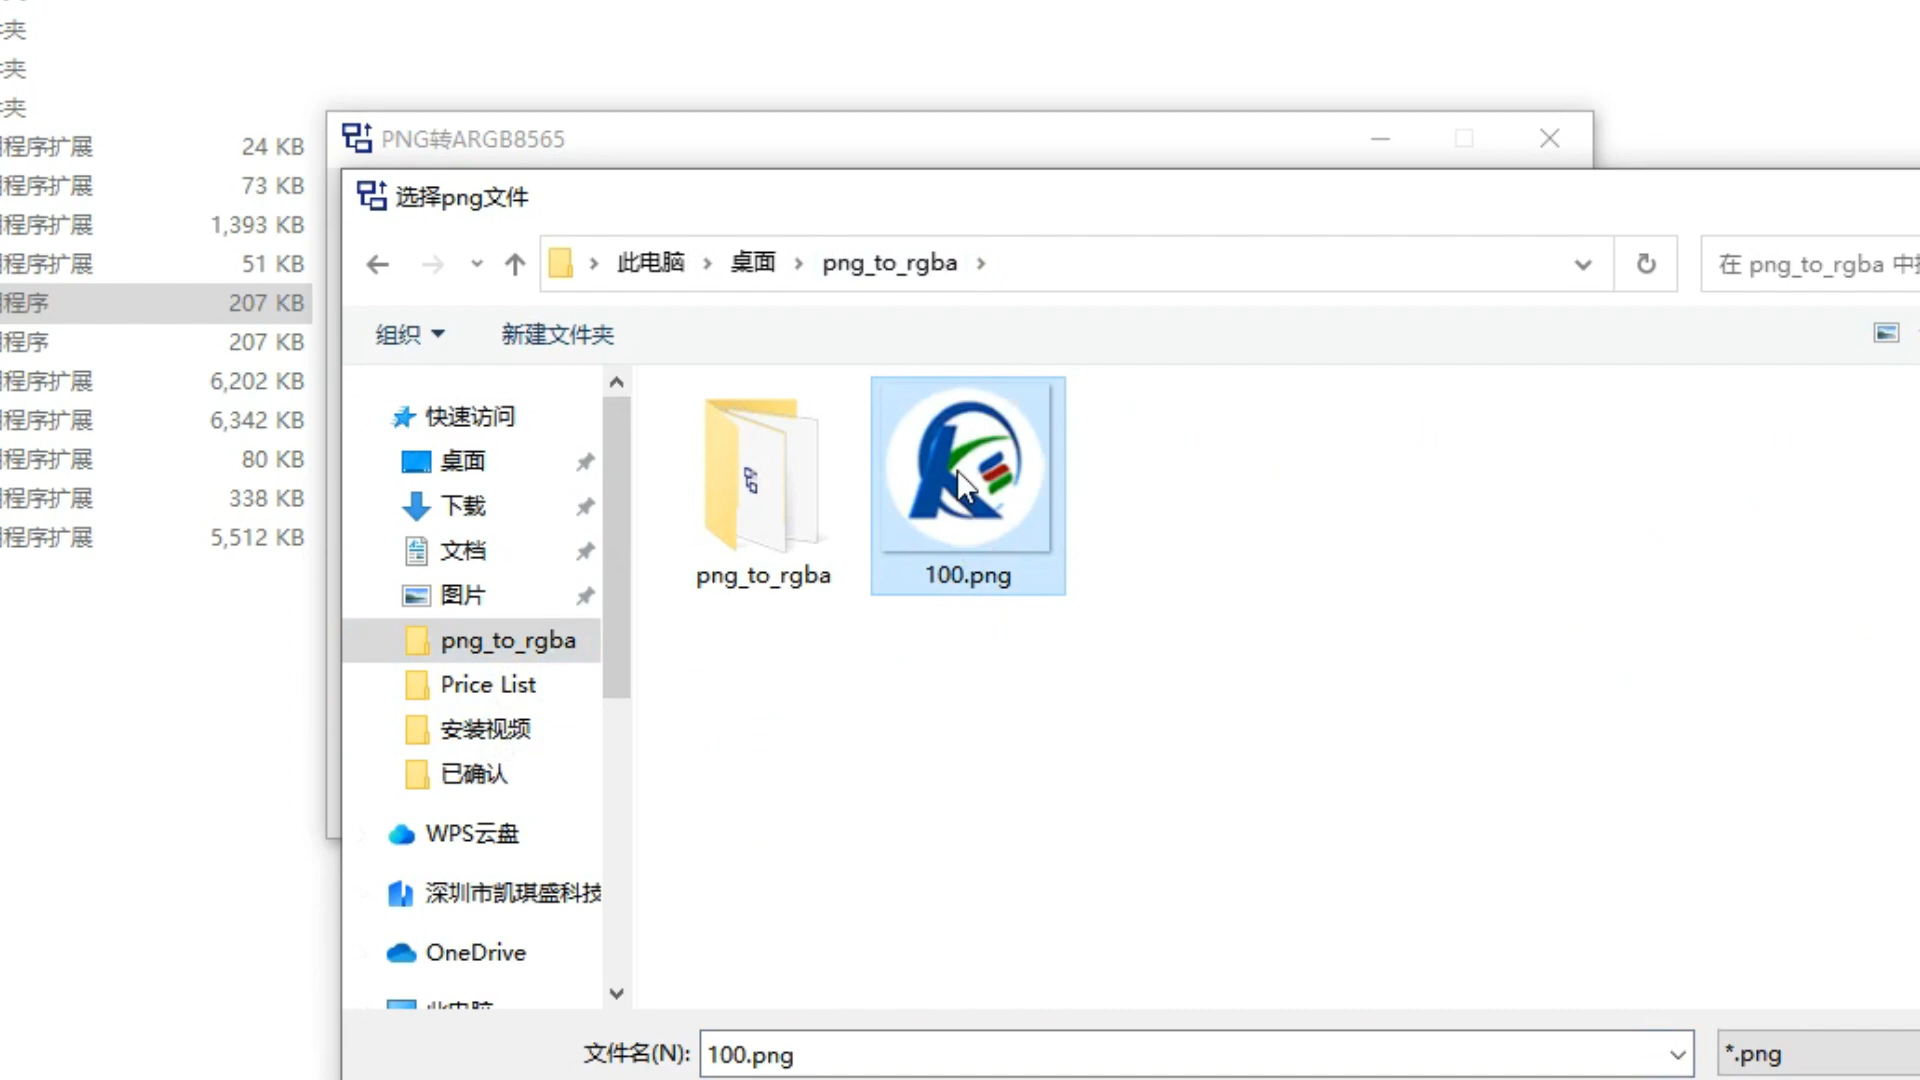 夹
夹
夹
程序扩展 24 KB
程序扩展 73 KB
程序扩展 1,393 KB
程序扩展 51 KB
程序 207 KB
程序 207 KB
程序扩展 6,202 KB
程序扩展 6,342 KB
程序扩展 80 KB
程序扩展 338 KB
程序扩展 5,512 KB
PNG转ARGB8565
选择png文件
此电脑 桌面 png_to_rgba
在 png_to_rgba 中
组织 新建文件夹
快速访问
桌面
下载
文档
图片
png_to_rgba
Price List
安装视频
已确认
WPS云盘
深圳市凯琪盛科技
OneDrive
此电脑
png_to_rgba
100.png
文件名(N): 100.png
*.png